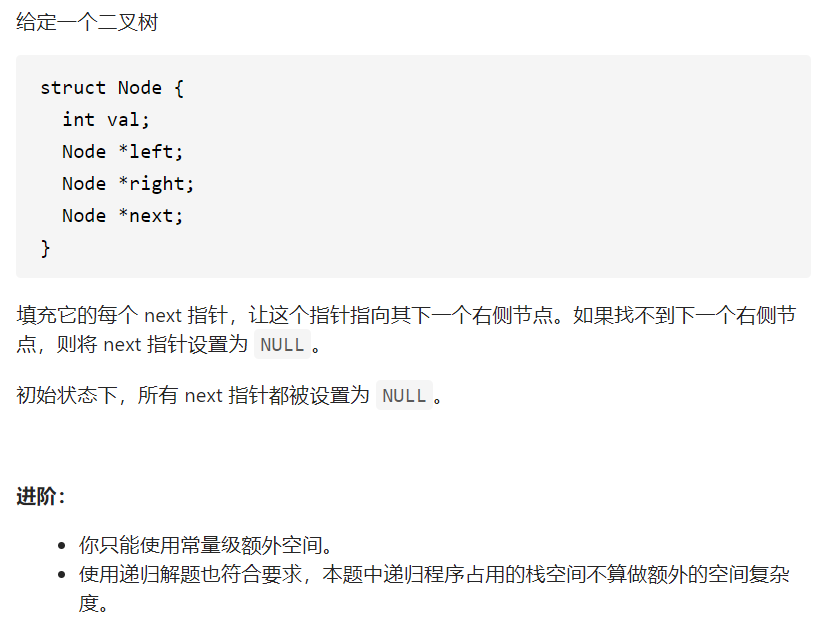 给定一个二叉树
struct Node {
  int val;
  Node *left;
  Node *right;
  Node *next;
}
填充它的每个 next 指针，让这个指针指向其下一个右侧节点。如果找不到下一个右侧节
点，则将 next 指针设置为 NULL 。
初始状态下，所有 next 指针都被设置为 NULL 。
进阶：
• 你只能使用常量级额外空间。
• 使用递归解题也符合要求，本题中递归程序占用的栈空间不算做额外的空间复杂
度。